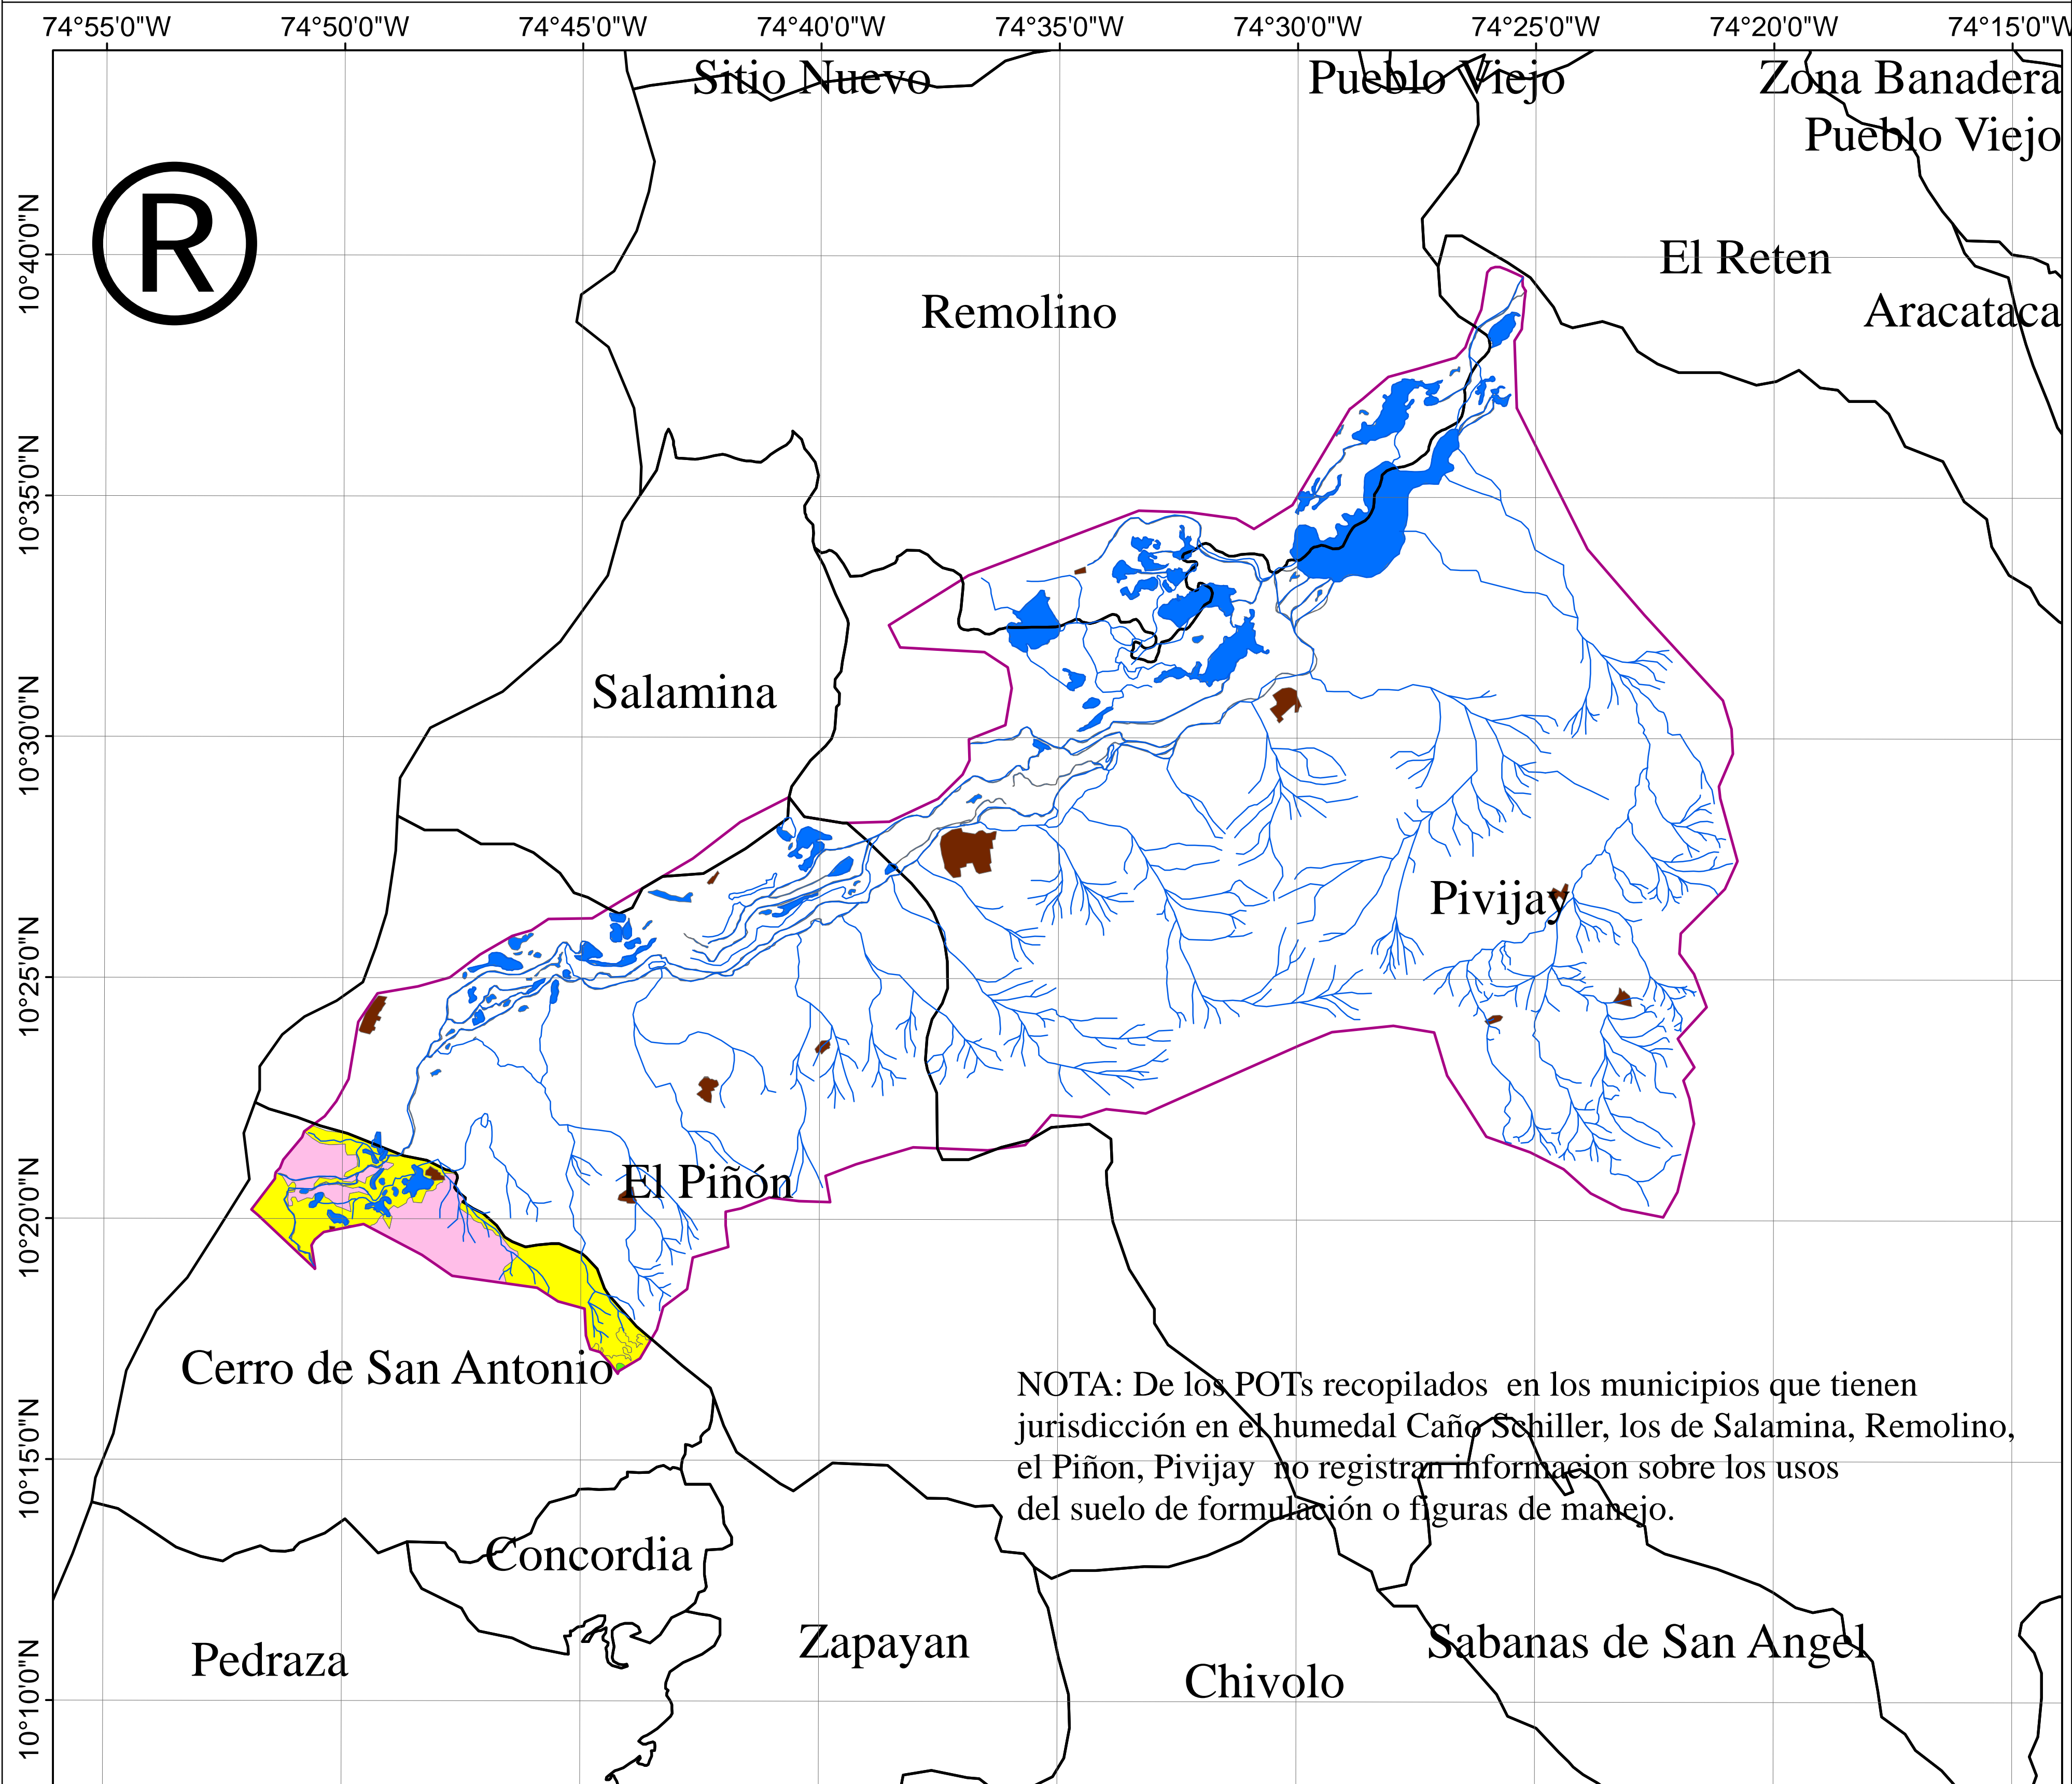 74°55'0"W 74°50'0"W 74°45'0"W 74°40'0"W 74°35'0"W 74°30'0"W 74°25'0"W 74°20'0"W 74°15'0"W
Sitio Nuevo
Pueblo Viejo
Zona Banadera
Pueblo Viejo
®
10°40'0"N
El Reten
Remolino
Aracataca
10°35'0"N
Salamina
10°30'0"N
Pivijay
10°25'0"N
El Piñón
10°20'0"N
Cerro de San Antonio
NOTA: De los POTs recopilados  en los municipios que tienen
jurisdicción en el humedal Caño Schiller, los de Salamina, Remolino,
el Piñon, Pivijay  no registran informacion sobre los usos
del suelo de formulación o figuras de manejo.
10°15'0"N
Concordia
Zapayan
Sabanas de San Angel
Pedraza
Chivolo
10°10'0"N